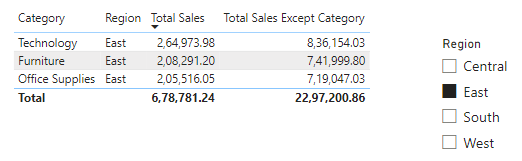 Category Region Total Sales Total Sales Except Category
Technology East 2,64,973.98 8,36,154.03
Furniture East 2,08,291.20 7,41,999.80
Office Supplies East 2,05,516.05 7,19,047.03
Total 6,78,781.24 22,97,200.86
Region
Central
East
South
West